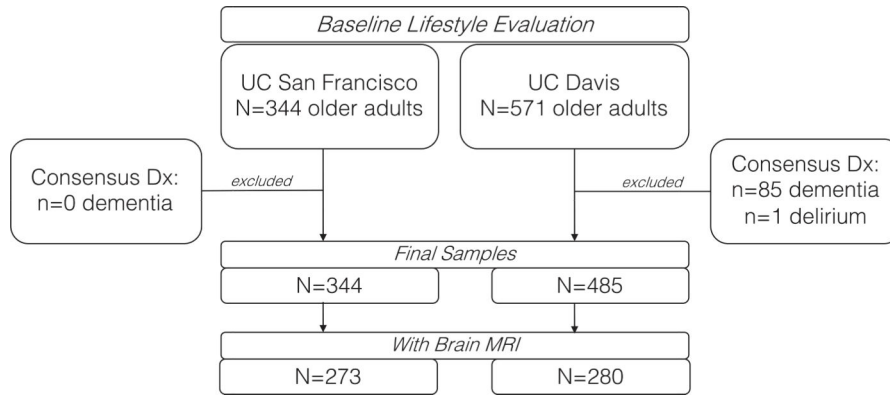 Baseline Lifestyle Evaluation
UC San Francisco
N=344 older adults
UC Davis
N=571 older adults
Consensus Dx:
n=0 dementia
excluded
excluded
Consensus Dx:
n=85 dementia
n=1 delirium
Final Samples
N=344
N=485
With Brain MRI
N=273
N=280